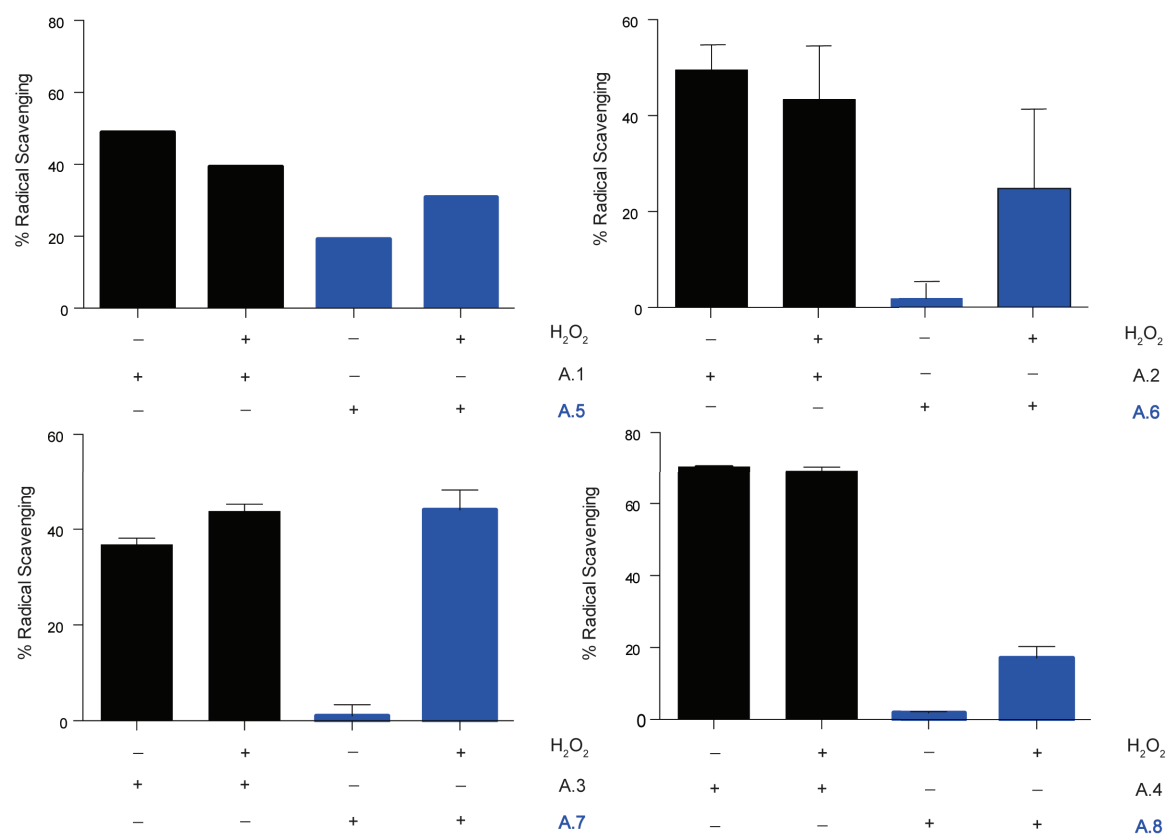 80
60
40
20
0
% Radical Scavenging
– + – + H₂O₂
+ + – – A.1
– – + + A.5
60
40
20
0
% Radical Scavenging
– + – + H₂O₂
+ + – – A.2
– – + + A.6
60
40
20
0
% Radical Scavenging
– + – + H₂O₂
+ + – – A.3
– – + + A.7
80
60
40
20
0
% Radical Scavenging
– + – + H₂O₂
+ + – – A.4
– – + + A.8